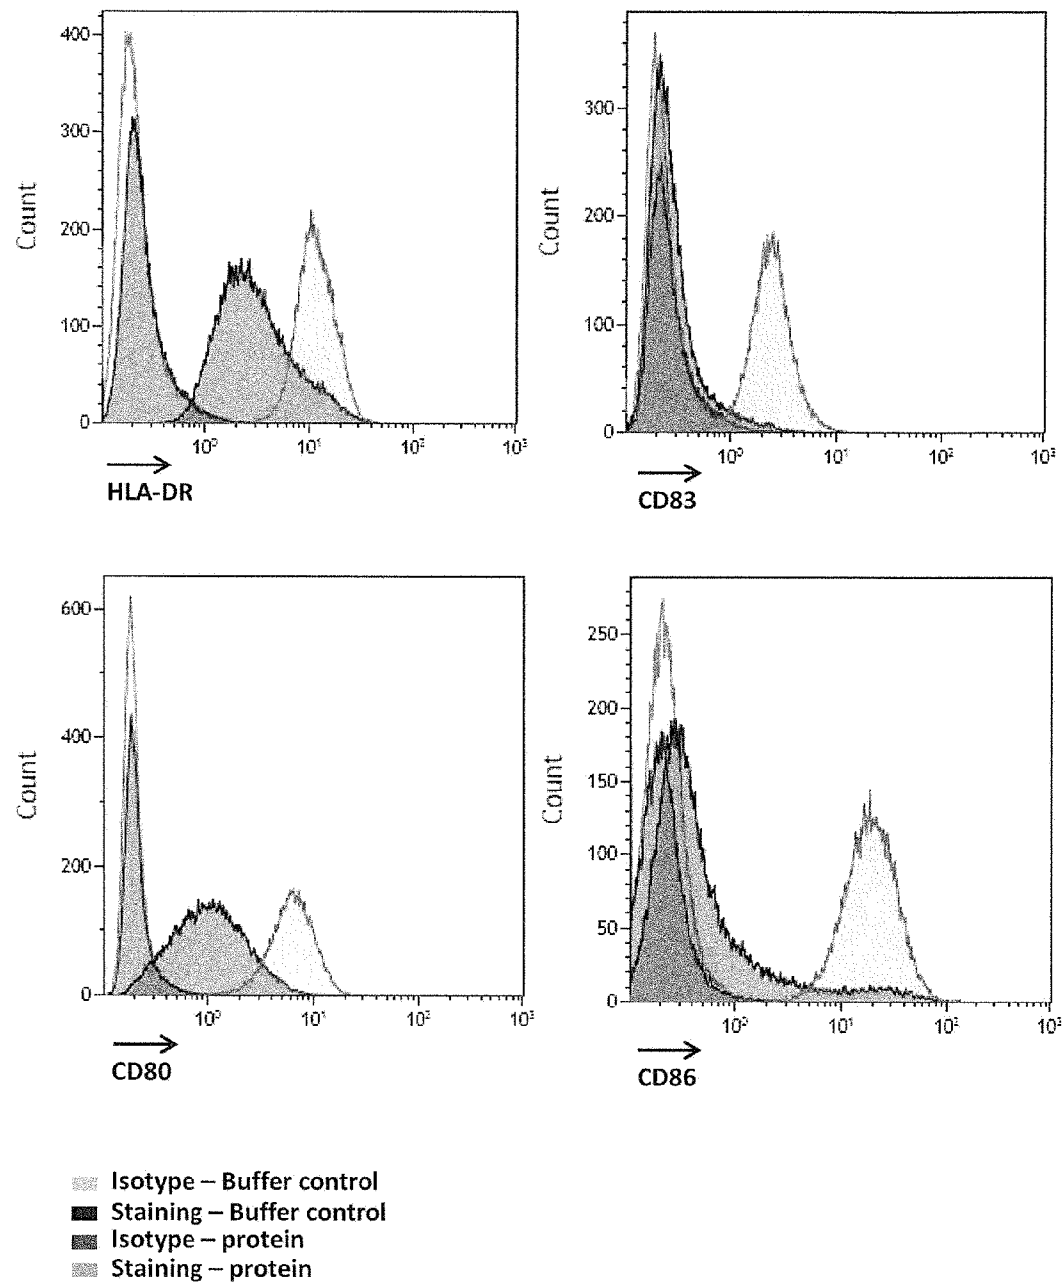 400
300
200
100
0
Count
10⁰ 10¹ 10² 10³
HLA-DR
300
200
100
0
Count
10⁰ 10¹ 10² 10³
CD83
600
400
200
0
Count
10⁰ 10¹ 10² 10³
CD80
250
200
150
100
50
0
Count
10⁰ 10¹ 10² 10³
CD86
Isotype – Buffer control
Staining – Buffer control
Isotype – protein
Staining – protein